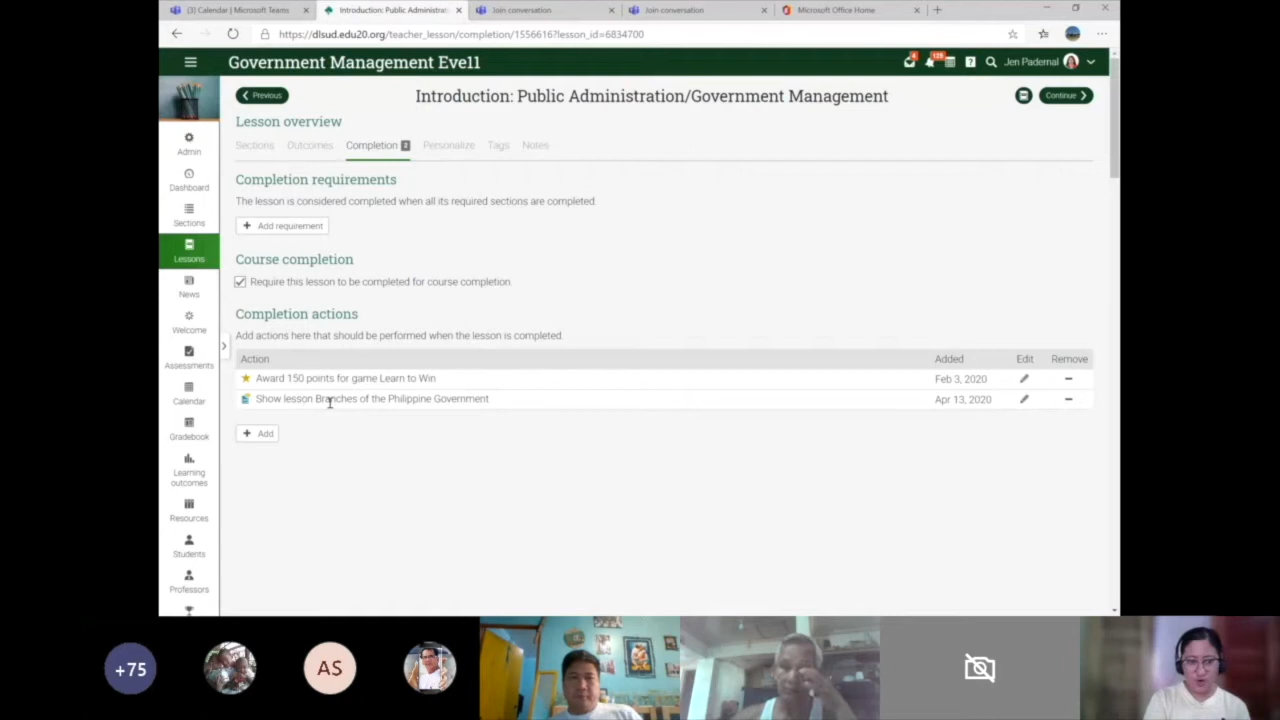 (3) Calendar | Microsoft Teams
Introduction: Public Administrat
Join conversation
Join conversation
Microsoft Office Home
https://dlsud.edu20.org/teacher_lesson/completion/1556616?lesson_id=6834700
Government Management Eve11
4
129
Jen Padernal
Previous
Introduction: Public Administration/Government Management
Continue
Lesson overview
Sections
Outcomes
Completion 2
Personalize
Tags
Notes
Completion requirements
The lesson is considered completed when all its required sections are completed.
+ Add requirement
Course completion
Require this lesson to be completed for course completion.
Completion actions
Add actions here that should be performed when the lesson is completed.
Action
Added
Edit
Remove
Award 150 points for game Learn to Win
Feb 3, 2020
Show lesson Branches of the Philippine Government
Apr 13, 2020
+ Add
Admin
Dashboard
Sections
Lessons
News
Welcome
Assessments
Calendar
Gradebook
Learning
outcomes
Resources
Students
Professors
+75
AS